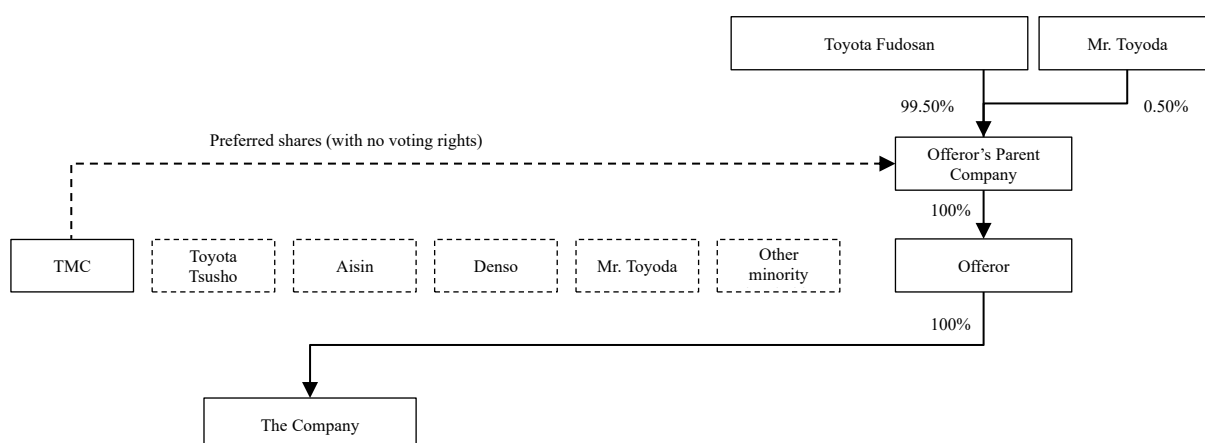 Toyota Fudosan
Mr. Toyoda
99.50%
0.50%
Preferred shares (with no voting rights)
Offeror’s Parent
Company
100%
TMC
Toyota
Tsusho
Aisin
Denso
Mr. Toyoda
Other
minority
Offeror
100%
The Company